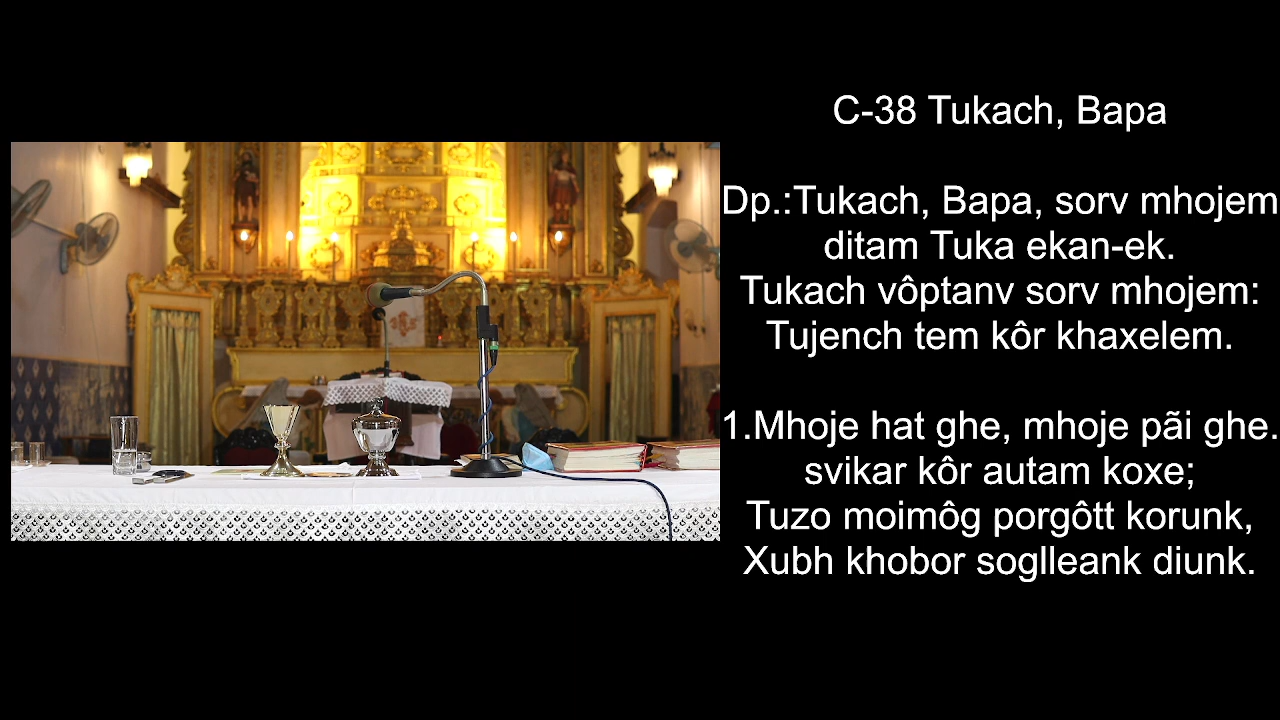 C-38 Tukach, Bapa
Dp.:Tukach, Bapa, sorv mhojem
ditam Tuka ekan-ek.
Tukach vôptanv sorv mhojem:
Tujench tem kôr khaxelem.
1.Mhoje hat ghe, mhoje pãi ghe.
svikar kôr autam koxe;
Tuzo moimôg porgôtt korunk,
Xubh khobor soglleank diunk.